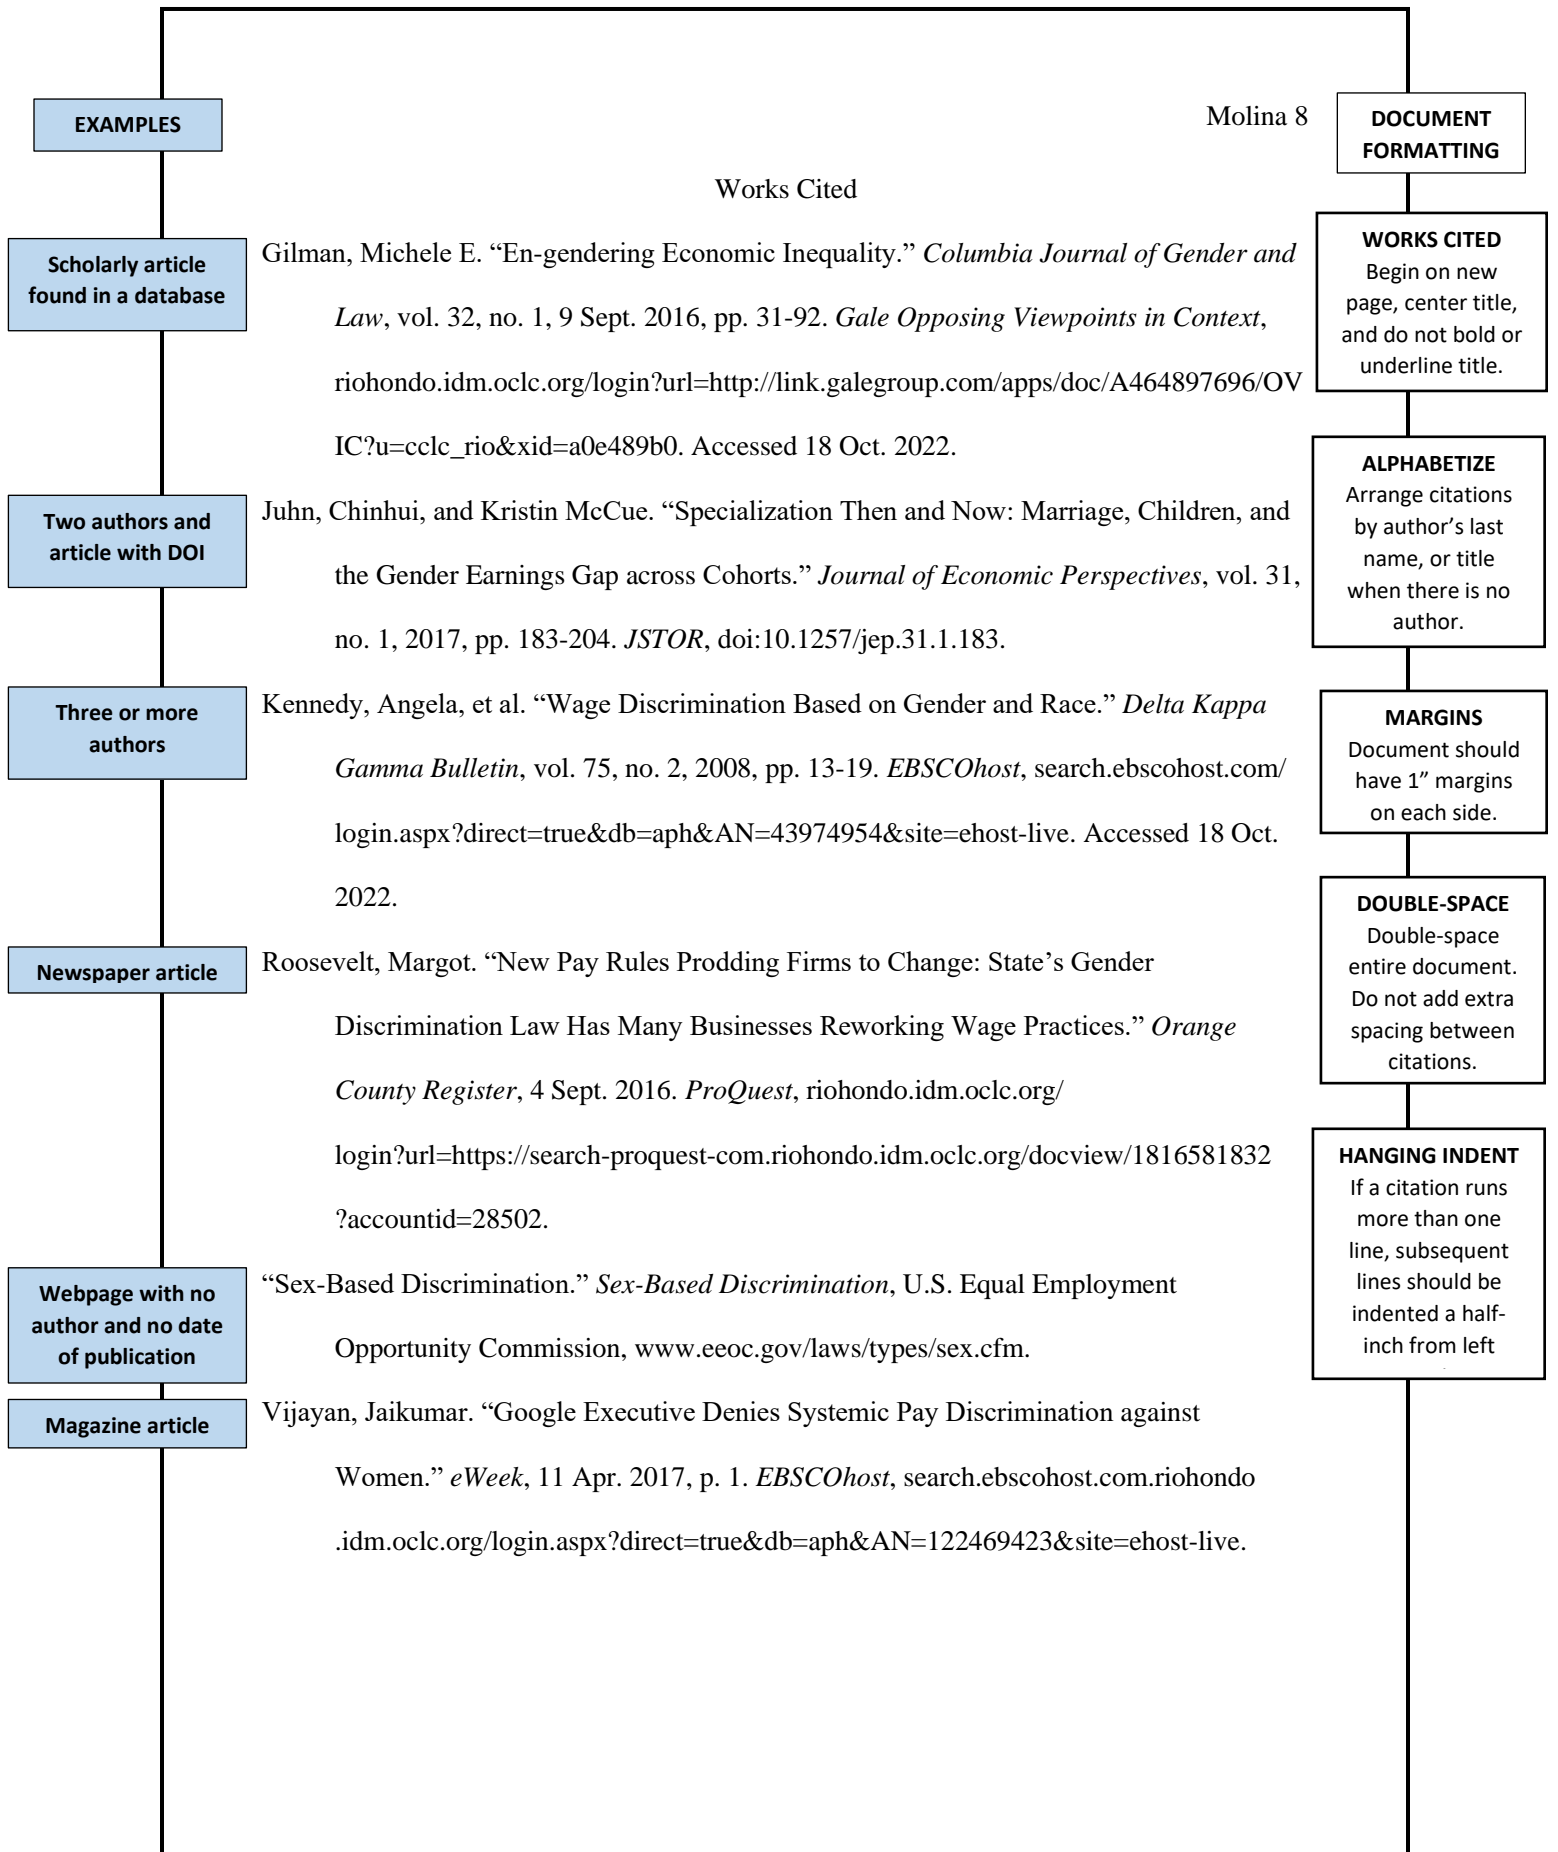 EXAMPLES
Molina 8
DOCUMENT
FORMATTING
Works Cited
Scholarly article
found in a database
Gilman, Michele E. “En-gendering Economic Inequality.” Columbia Journal of Gender and
Law, vol. 32, no. 1, 9 Sept. 2016, pp. 31-92. Gale Opposing Viewpoints in Context,
riohondo.idm.oclc.org/login?url=http://link.galegroup.com/apps/doc/A464897696/OV
IC?u=cclc_rio&xid=a0e489b0. Accessed 18 Oct. 2022.
WORKS CITED
Begin on new
page, center title,
and do not bold or
underline title.
Two authors and
article with DOI
Juhn, Chinhui, and Kristin McCue. “Specialization Then and Now: Marriage, Children, and
the Gender Earnings Gap across Cohorts.” Journal of Economic Perspectives, vol. 31,
no. 1, 2017, pp. 183-204. JSTOR, doi:10.1257/jep.31.1.183.
ALPHABETIZE
Arrange citations
by author’s last
name, or title
when there is no
author.
Three or more
authors
Kennedy, Angela, et al. “Wage Discrimination Based on Gender and Race.” Delta Kappa
Gamma Bulletin, vol. 75, no. 2, 2008, pp. 13-19. EBSCOhost, search.ebscohost.com/
login.aspx?direct=true&db=aph&AN=43974954&site=ehost-live. Accessed 18 Oct.
2022.
MARGINS
Document should
have 1” margins
on each side.
DOUBLE-SPACE
Double-space
entire document.
Do not add extra
spacing between
citations.
Newspaper article
Roosevelt, Margot. “New Pay Rules Prodding Firms to Change: State’s Gender
Discrimination Law Has Many Businesses Reworking Wage Practices.” Orange
County Register, 4 Sept. 2016. ProQuest, riohondo.idm.oclc.org/
login?url=https://search-proquest-com.riohondo.idm.oclc.org/docview/1816581832
?accountid=28502.
HANGING INDENT
If a citation runs
more than one
line, subsequent
lines should be
indented a half-
inch from left
Webpage with no
author and no date
of publication
“Sex-Based Discrimination.” Sex-Based Discrimination, U.S. Equal Employment
Opportunity Commission, www.eeoc.gov/laws/types/sex.cfm.
Magazine article
Vijayan, Jaikumar. “Google Executive Denies Systemic Pay Discrimination against
Women.” eWeek, 11 Apr. 2017, p. 1. EBSCOhost, search.ebscohost.com.riohondo
.idm.oclc.org/login.aspx?direct=true&db=aph&AN=122469423&site=ehost-live.